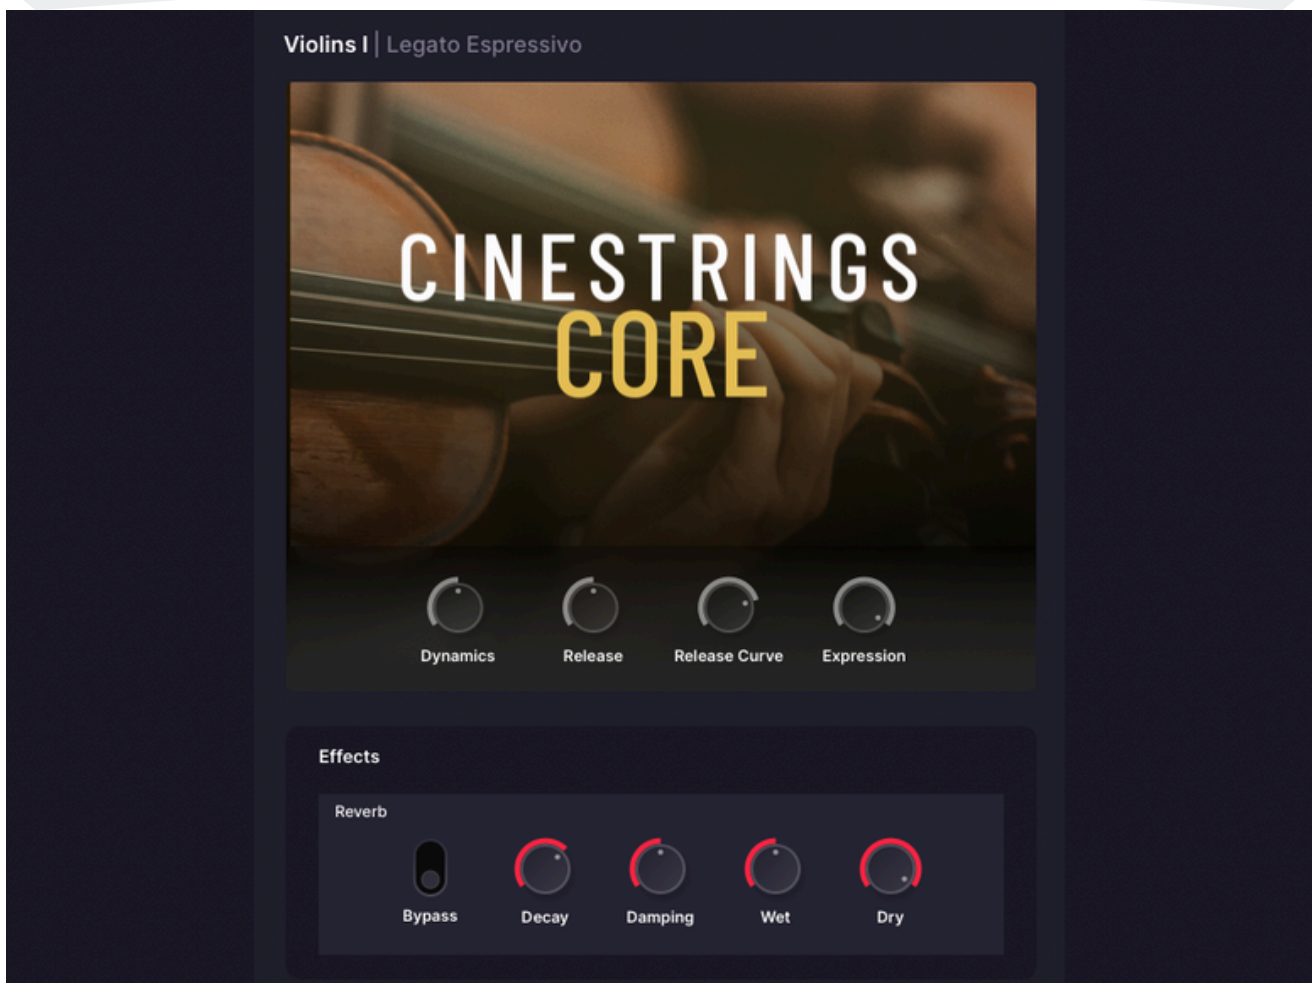 Violins I | Legato Espressivo
CINESTRINGS
CORE
Dynamics Release Release Curve Expression
Effects
Reverb
Bypass Decay Damping Wet Dry